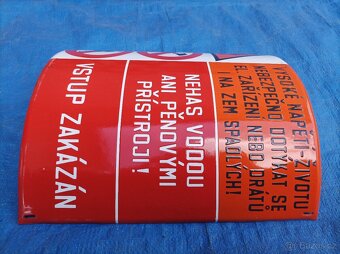 VSTUP ZAKÁZÁN
NEHAS VODOU
ANI PĚNOVÝMI
PŘÍSTROJI!
VYSOKÉ NAPĚTÍ-ŽIVOTU
NEBEZPEČNO DOTÝKAT SE
EL. ZAŘÍZENÍ NEBO DRÁTŮ
I NA ZEM SPADLÝCH!